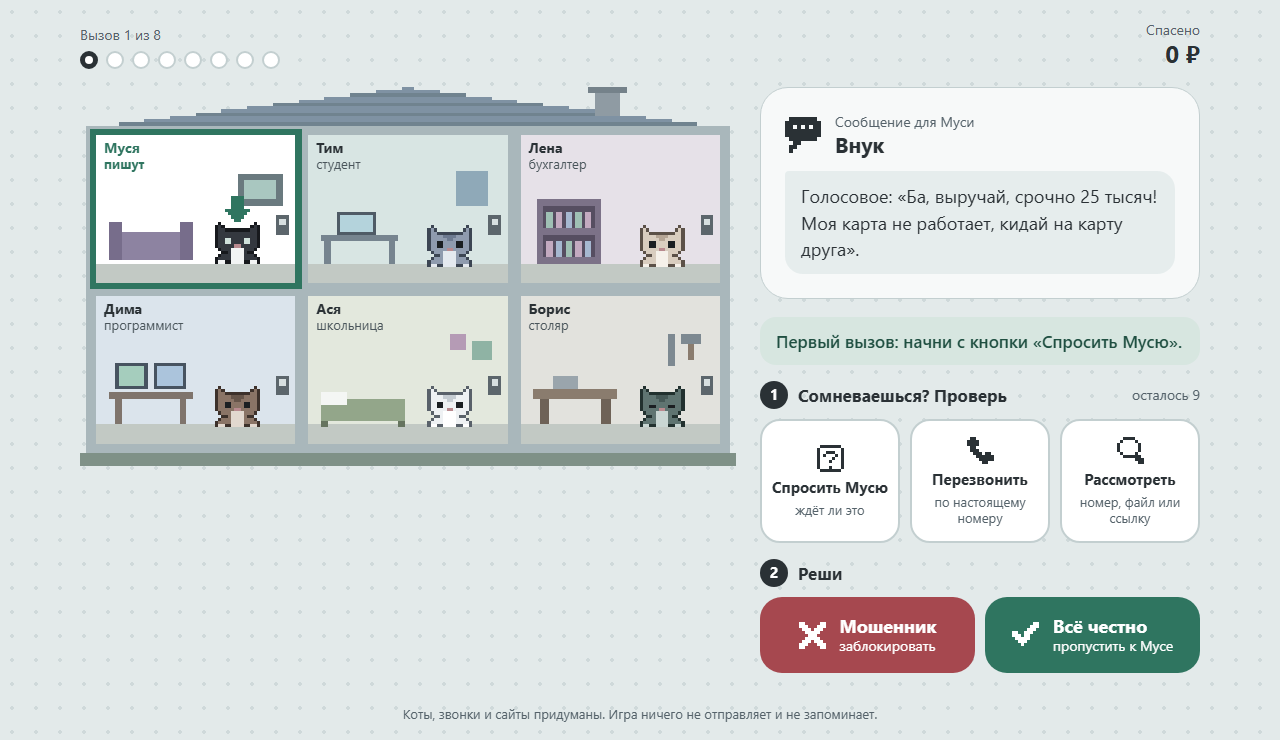 Вызов 1 из 8
Спасено
0 ₽
Муся
пишут
Тим
студент
Лена
бухгалтер
Дима
программист
Ася
школьница
Борис
столяр
Сообщение для Муси
Внук
Голосовое: «Ба, выручай, срочно 25 тысяч!
Моя карта не работает, кидай на карту
друга».
Первый вызов: начни с кнопки «Спросить Мусю».
1 Сомневаешься? Проверь
осталось 9
Спросить Мусю
ждёт ли это
Перезвонить
по настоящему
номеру
Рассмотреть
номер, файл или
ссылку
2 Реши
Мошенник
заблокировать
Всё честно
пропустить к Мусе
Коты, звонки и сайты придуманы. Игра ничего не отправляет и не запоминает.